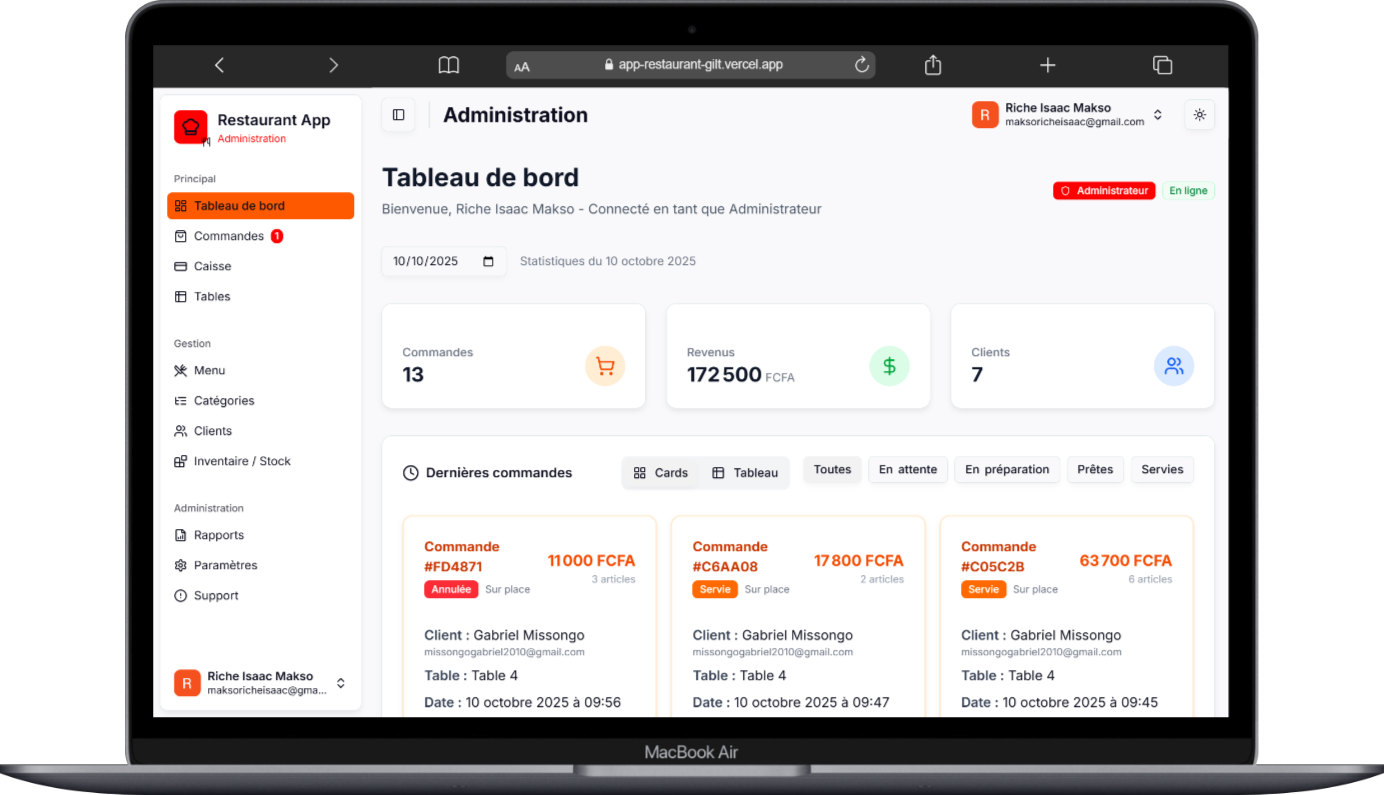 AA app-restaurant-gilt.vercel.app
Restaurant App
Administration
Administration
R Riche Isaac Makso
maksoricheisaac@gmail.com
Principal
Tableau de bord
Commandes 1
Caisse
Tables
Gestion
Menu
Catégories
Clients
Inventaire / Stock
Administration
Rapports
Paramètres
Support
R Riche Isaac Makso
maksoricheisaac@gma...
Tableau de bord
Bienvenue, Riche Isaac Makso - Connecté en tant que Administrateur
Administrateur En ligne
10/10/2025 Statistiques du 10 octobre 2025
Commandes
13
Revenus
172 500 FCFA
$
Clients
7
Dernières commandes Cards Tableau Toutes En attente En préparation Prêtes Servies
Commande
#FD4871
11 000 FCFA
3 articles
Annulée Sur place
Client : Gabriel Missongo
missongogabriel2010@gmail.com
Table : Table 4
Date : 10 octobre 2025 à 09:56
Commande
#C6AA08
17 800 FCFA
2 articles
Servie Sur place
Client : Gabriel Missongo
missongogabriel2010@gmail.com
Table : Table 4
Date : 10 octobre 2025 à 09:47
Commande
#C05C2B
63 700 FCFA
6 articles
Servie Sur place
Client : Gabriel Missongo
missongogabriel2010@gmail.com
Table : Table 4
Date : 10 octobre 2025 à 09:45
MacBook Air